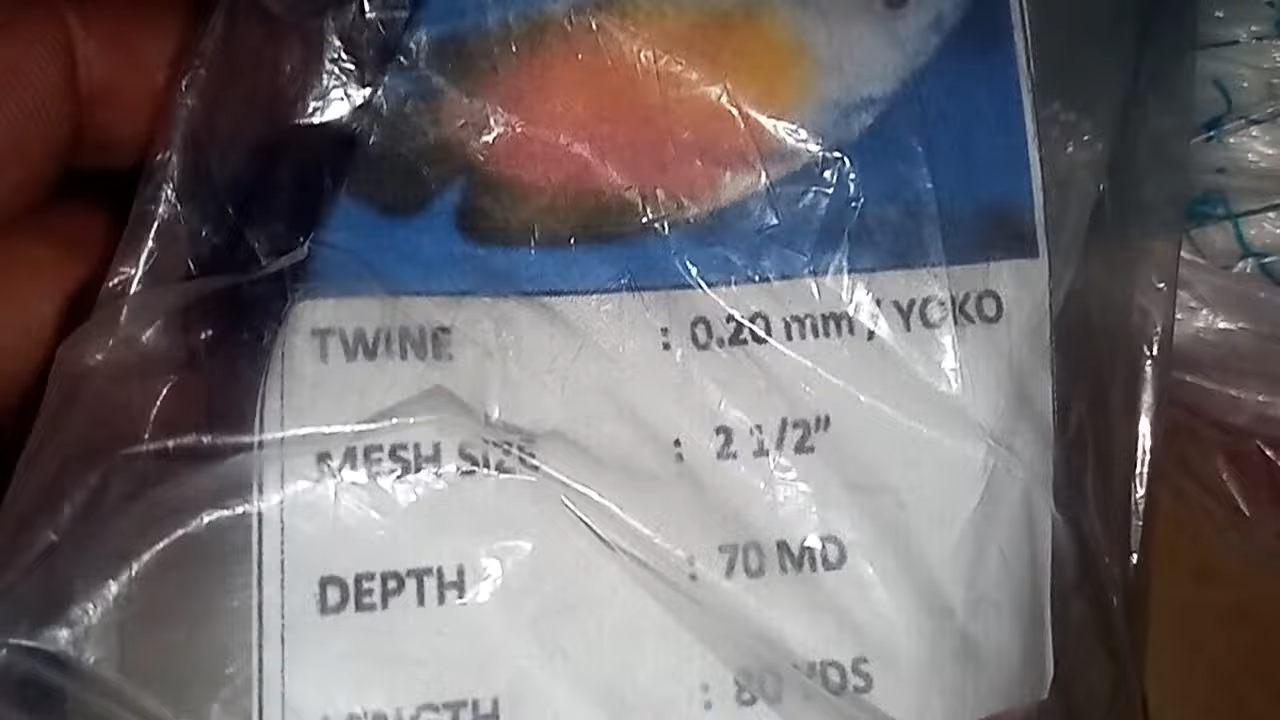 TWINE : 0.20 mm / YOKO
MESH SIZE : 2 1/2"
DEPTH : 70 MD
LENGTH : 80 YDS